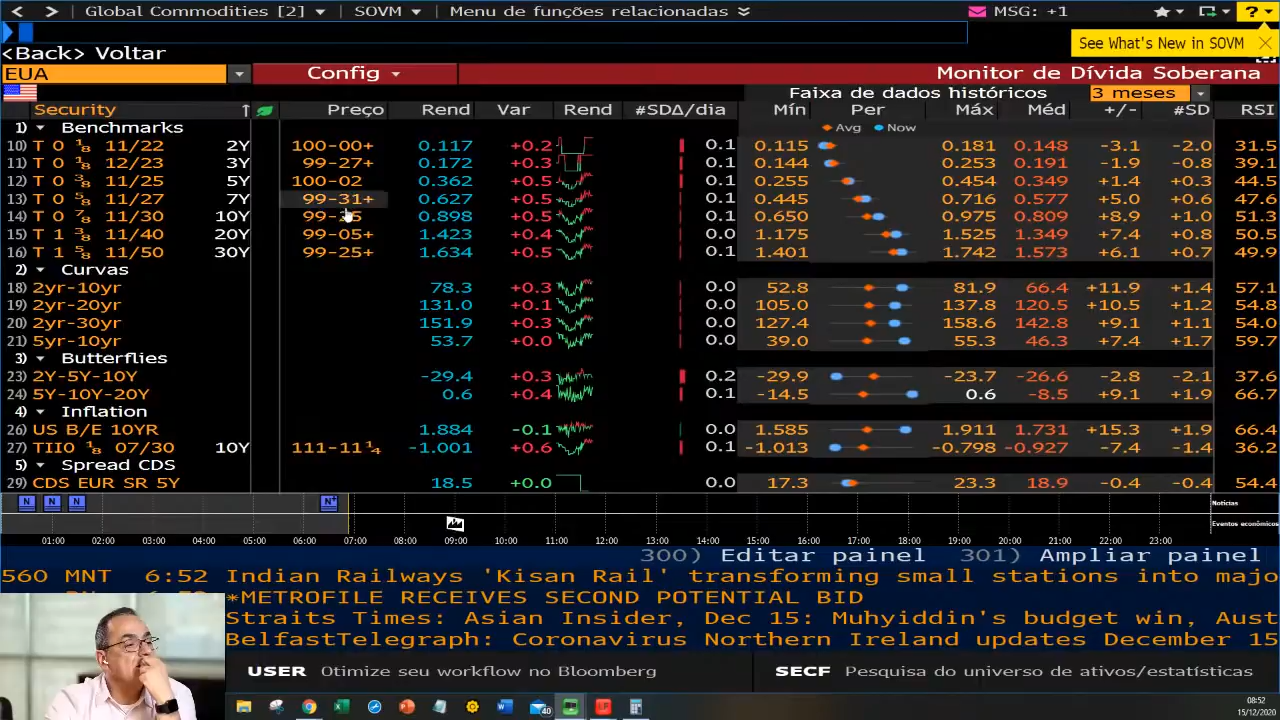 < > Global Commodities [2] SOVM Menu de funções relacionadas MSG: +1 ?
<Back> Voltar See What's New in SOVM
EUA Config Monitor de Dívida Soberana
Faixa de dados históricos 3 meses
Security Preço Rend Var Rend #SDΔ/dia Mín Per Máx Méd +/- #SD RSI
1) Benchmarks Avg Now
10) T 0 ⅛ 11/22 2Y 100-00+ 0.117 +0.2 0.1 0.115 0.181 0.148 -3.1 -2.0 31.5
11) T 0 ⅛ 12/23 3Y 99-27+ 0.172 +0.3 0.1 0.144 0.253 0.191 -1.9 -0.8 39.1
12) T 0 ⅜ 11/25 5Y 100-02 0.362 +0.5 0.1 0.255 0.454 0.349 +1.3 +0.3 44.5
13) T 0 ⅝ 11/27 7Y 99-31+ 0.627 +0.5 0.1 0.445 0.716 0.577 +5.0 +0.6 47.6
14) T 0 ⅞ 11/30 10Y 0.898 +0.5 0.1 0.650 0.975 0.809 +8.9 +1.0 51.3
15) T 1 ⅜ 11/40 20Y 99-05+ 1.423 +0.4 0.1 1.175 1.525 1.349 +7.4 +0.8 50.5
16) T 1 ⅝ 11/50 30Y 99-25+ 1.634 +0.5 0.1 1.401 1.742 1.573 +6.1 +0.7 49.9
2) Curvas
18) 2yr-10yr 78.3 +0.3 0.0 52.8 81.9 66.4 +11.9 +1.4 57.1
19) 2yr-20yr 131.0 +0.1 0.0 105.0 137.8 120.5 +10.5 +1.2 54.8
20) 2yr-30yr 151.9 +0.3 0.0 127.4 158.6 142.8 +9.1 +1.1 54.0
21) 5yr-10yr 53.7 +0.0 0.0 39.0 55.3 46.3 +7.4 +1.7 59.7
3) Butterflies
23) 2Y-5Y-10Y -29.4 +0.3 0.2 -29.9 -23.7 -26.6 -2.8 -2.1 37.6
24) 5Y-10Y-20Y 0.6 +0.4 0.1 -14.5 0.6 -8.5 +9.1 +1.9 66.7
4) Inflation
26) US B/E 10YR 1.884 -0.1 0.0 1.585 1.911 1.731 +15.3 +1.9 66.4
27) TII0 ⅛ 07/30 10Y 111-11 ¼ -1.001 +0.6 0.1 -1.013 -0.798 -0.927 -7.4 -1.4 36.2
5) Spread CDS
29) CDS EUR SR 5Y 18.5 +0.0 0.0 17.3 23.3 18.9 -0.4 -0.4 54.4
N N N N+ Notícias
Eventos econômicos
01:00 02:00 03:00 04:00 05:00 06:00 07:00 08:00 09:00 10:00 11:00 12:00 13:00 14:00 15:00 16:00 17:00 18:00 19:00 20:00 21:00 22:00 23:00
300) Editar painel 301) Ampliar painel
560 MNT 6:52 Indian Railways 'Kisan Rail' transforming small stations into majo
*METROFILE RECEIVES SECOND POTENTIAL BID
Straits Times: Asian Insider, Dec 15: Muhyiddin's budget win, Aust
BelfastTelegraph: Coronavirus Northern Ireland updates December 15
USER Otimize seu workflow no Bloomberg SECF Pesquisa do universo de ativos/estatísticas
40
08:52
15/12/2020